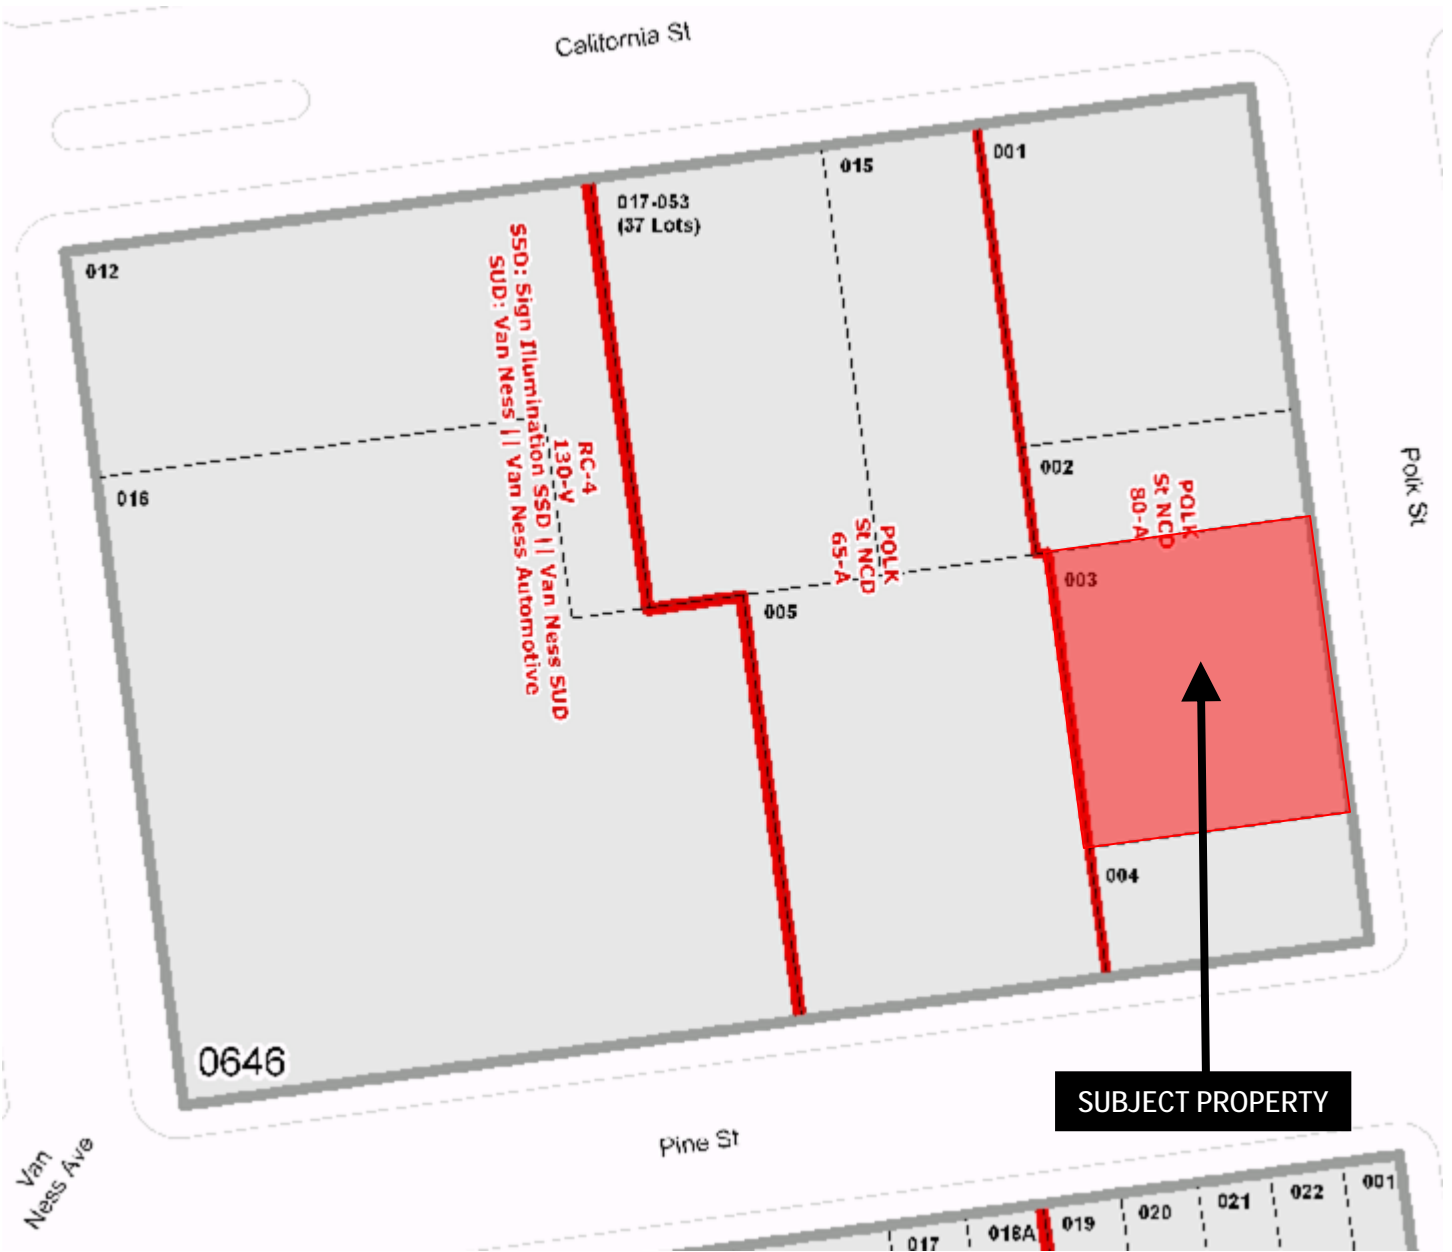 California St
015
001
017-053
(37 Lots)
012
SSD: Sign Illumination SSD || Van Ness SUD
SUD: Van Ness || Van Ness Automotive
RC-4
130-V
016
002
POLK
St NCD
80-A
Polk St
POLK
St NCD
65-A
003
005
004
0646
SUBJECT PROPERTY
Pine St
Van
Ness Ave
017
018A
019
020
021
022
001